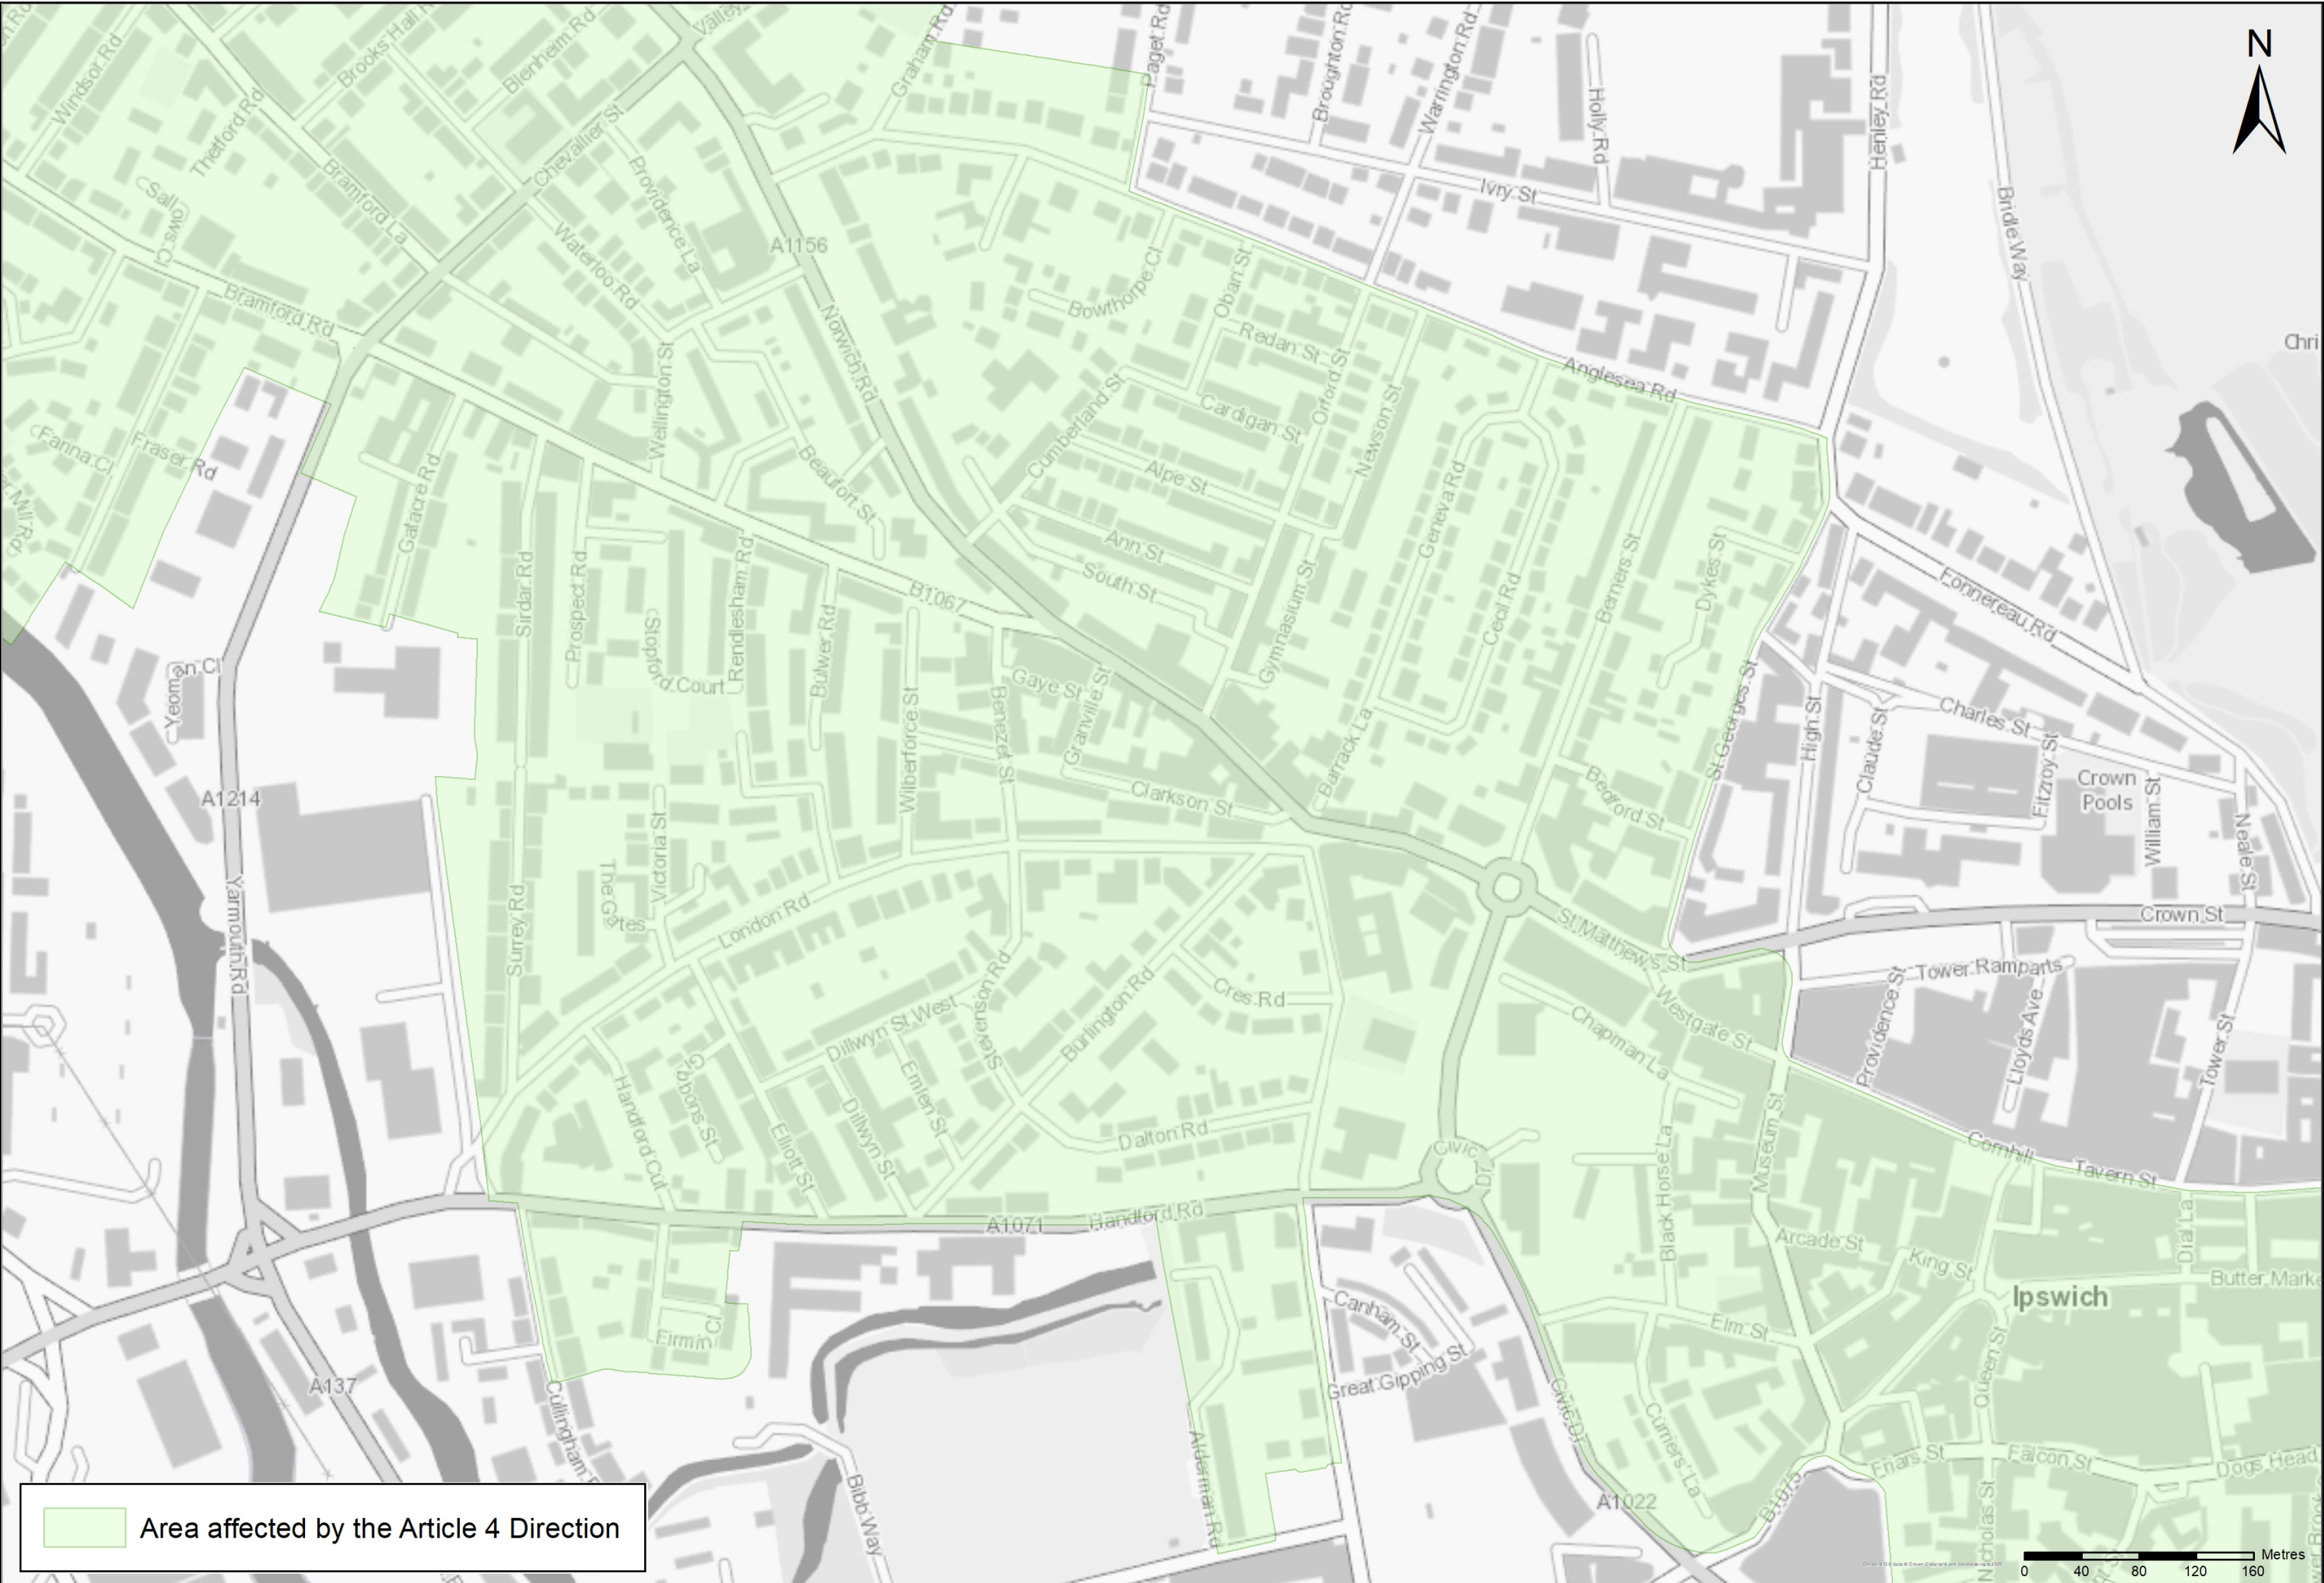 Windsor Rd
Brooks Hall R
Blenheim Rd
Valley
Graham Rd
Paget Rd
Broughton Rd
Warrington Rd
Holly Rd
Henley Rd
N
Thetford Rd
Bramford La
Chevallier St
Providence La
Ivry St
Bridle Way
Sallows Cl
Waterloo Rd
A1156
Bowthorpe Cl
Oban St
Bramford Rd
Norwich Rd
Redan St
Orford St
Anglesea Rd
Chri
Wellington St
Cumberland St
Cardigan St
Newson St
Fanna Cl
Fraser Rd
Galacre Rd
Beaufort St
Alpe St
Geneva Rd
Mill Rd
Sirdar Rd
Prospect Rd
Stopford Court
Rendlesham Rd
Bulwer Rd
B1067
Ann St
South St
Gymnasium St
Cecil Rd
Berners St
Dykes St
Fonnereau Rd
Yeoman Cl
Wilberforce St
Benezet St
Gaye St
Granville St
Barrack La
St Georges St
High St
Claude St
Charles St
Fitzroy St
Crown
Pools
William St
Neale St
A1214
Clarkson St
Bedford St
Yarmouth Rd
Surrey Rd
The Gates
Victoria St
London Rd
St Matthew's St
Crown St
Tower Ramparts
Providence St
Lloyds Ave
Tower St
Stevenson Rd
Burlington Rd
Cres Rd
Westgate St
Chapman La
Dillwyn St West
Handford Cut
Gibbons St
Elliott St
Dillwyn St
Emlen St
Dalton Rd
Civic Dr
Museum St
Black Horse La
Cornhill
Tavern St
A1071
Handford Rd
Arcade St
King St
Dial La
Butter Marke
Ipswich
Firmin Cl
Canham St
Great Gipping St
Elm St
Queen St
A137
Cullingham R
Alderman Rd
Civic Dr
Curriers La
Friars St
Falcon St
Dogs Head
Bibb Way
A1022
B1075
Nicholas St
Area affected by the Article 4 Direction
Metres
0 40 80 120 160